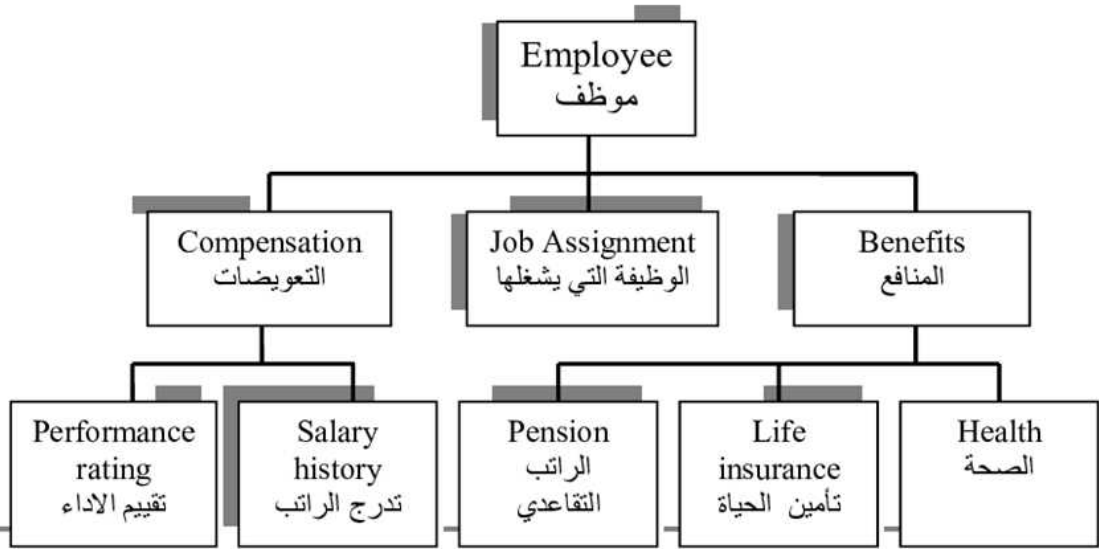 Employee
موظف
Compensation
التعويضات
Job Assignment
الوظيفة التي يشغلها
Benefits
المنافع
Performance
rating
تقييم الاداء
Salary
history
تدرج الراتب
Pension
الراتب
التقاعدي
Life
insurance
تأمين الحياة
Health
الصحة